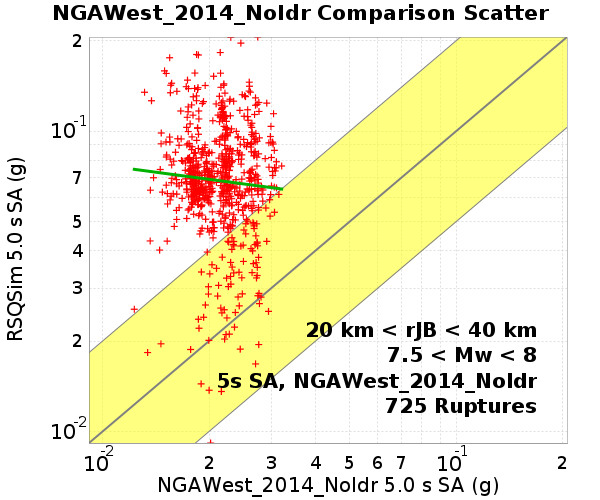 NGAWest_2014_NoIdr Comparison Scatter
2
10-1
7
5
4
3
2
10-2
RSQSim 5.0 s SA (g)
20 km < rJB < 40 km
7.5 < Mw < 8
5s SA, NGAWest_2014_NoIdr
725 Ruptures
10-2 2 3 4 5 6 7 10-1 2
NGAWest_2014_NoIdr 5.0 s SA (g)